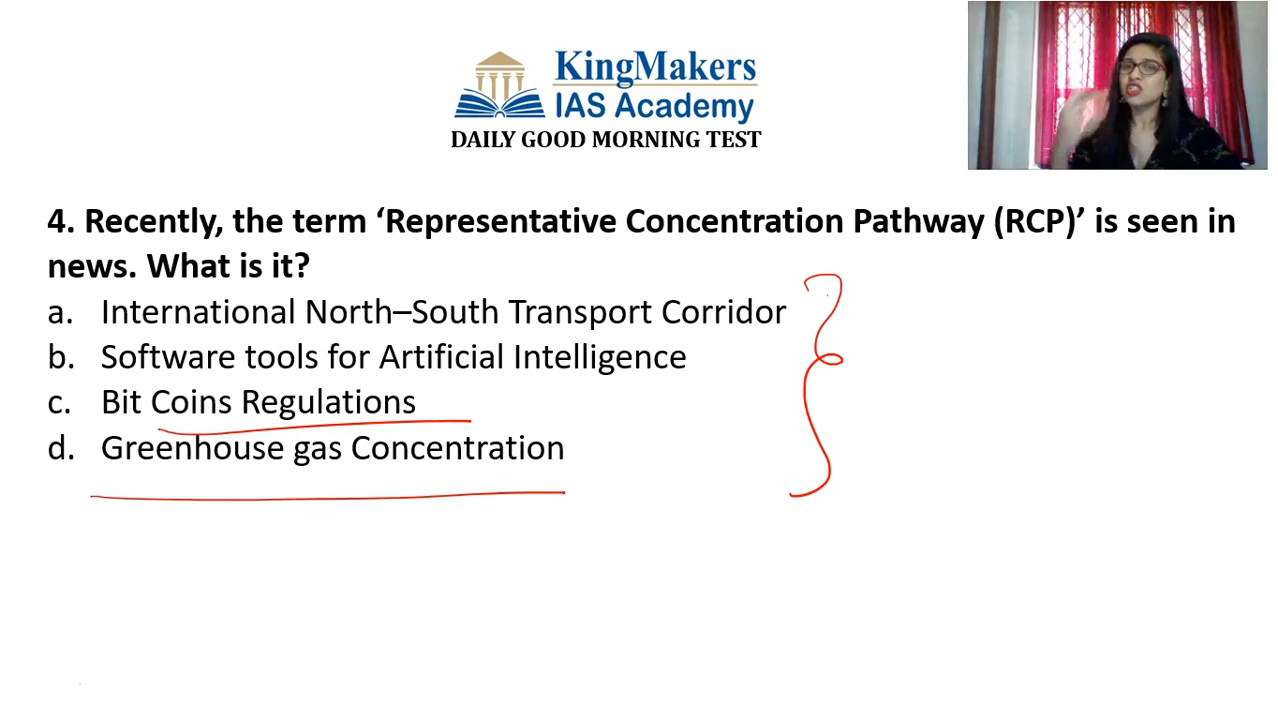 KingMakers
IAS Academy
DAILY GOOD MORNING TEST
4. Recently, the term ‘Representative Concentration Pathway (RCP)’ is seen in
news. What is it?
a. International North–South Transport Corridor
b. Software tools for Artificial Intelligence
c. Bit Coins Regulations
d. Greenhouse gas Concentration